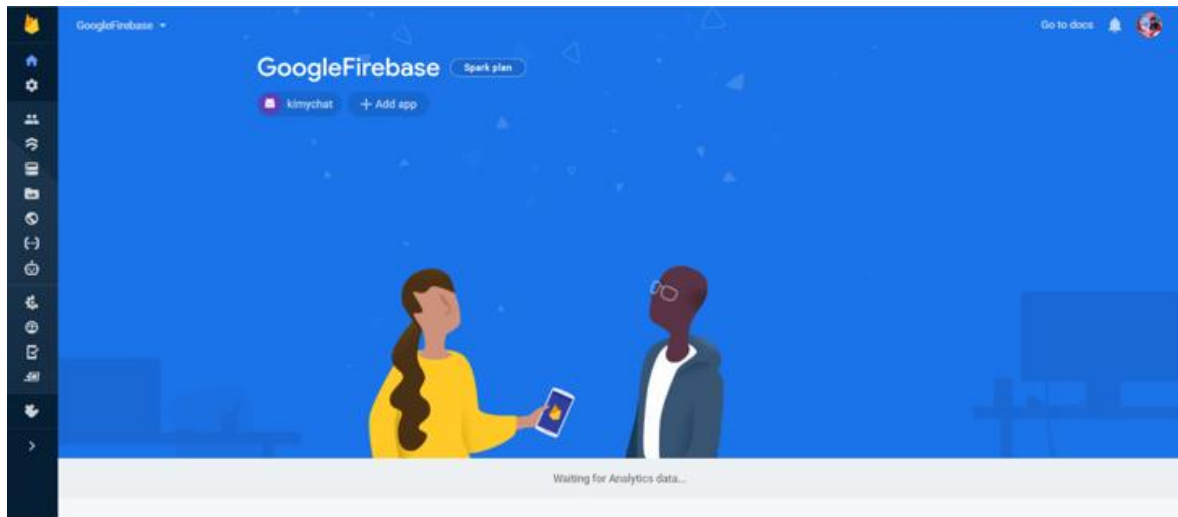 GoogleFirebase
Go to docs
GoogleFirebase Spark plan
kimychat + Add app
Waiting for Analytics data...